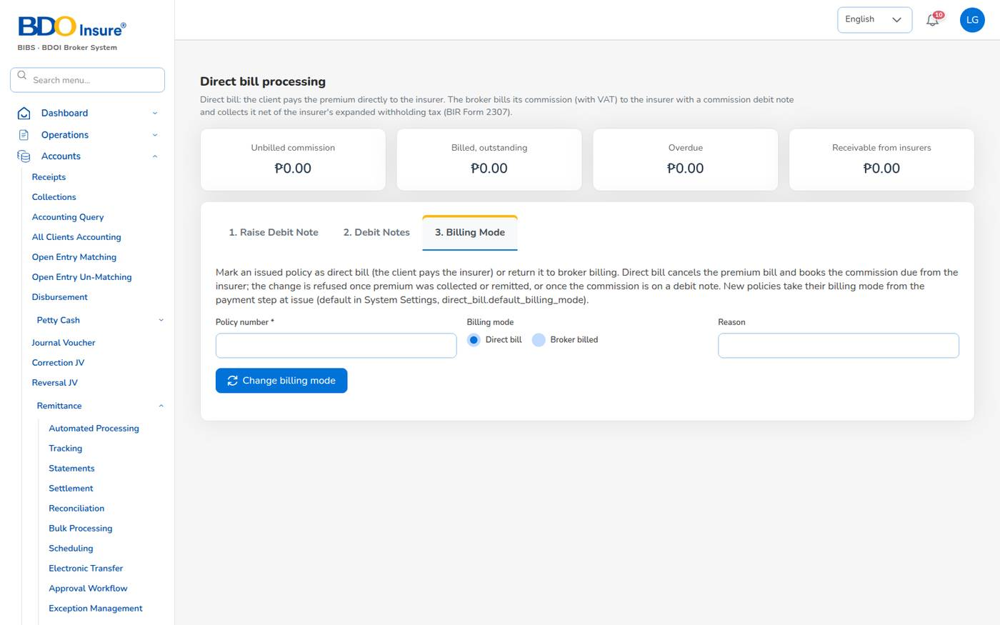 BDO Insure®
BIBS · BDOI Broker System
Search menu...
Dashboard
Operations
Accounts
Receipts
Collections
Accounting Query
All Clients Accounting
Open Entry Matching
Open Entry Un-Matching
Disbursement
Petty Cash
Journal Voucher
Correction JV
Reversal JV
Remittance
Automated Processing
Tracking
Statements
Settlement
Reconciliation
Bulk Processing
Scheduling
Electronic Transfer
Approval Workflow
Exception Management
English
10
LG
Direct bill processing
Direct bill: the client pays the premium directly to the insurer. The broker bills its commission (with VAT) to the insurer with a commission debit note
and collects it net of the insurer's expanded withholding tax (BIR Form 2307).
Unbilled commission
₱0.00
Billed, outstanding
₱0.00
Overdue
₱0.00
Receivable from insurers
₱0.00
1. Raise Debit Note
2. Debit Notes
3. Billing Mode
Mark an issued policy as direct bill (the client pays the insurer) or return it to broker billing. Direct bill cancels the premium bill and books the commission due from the
insurer; the change is refused once premium was collected or remitted, or once the commission is on a debit note. New policies take their billing mode from the
payment step at issue (default in System Settings, direct_bill.default_billing_mode).
Policy number *
Billing mode
Direct bill
Broker billed
Reason
Change billing mode